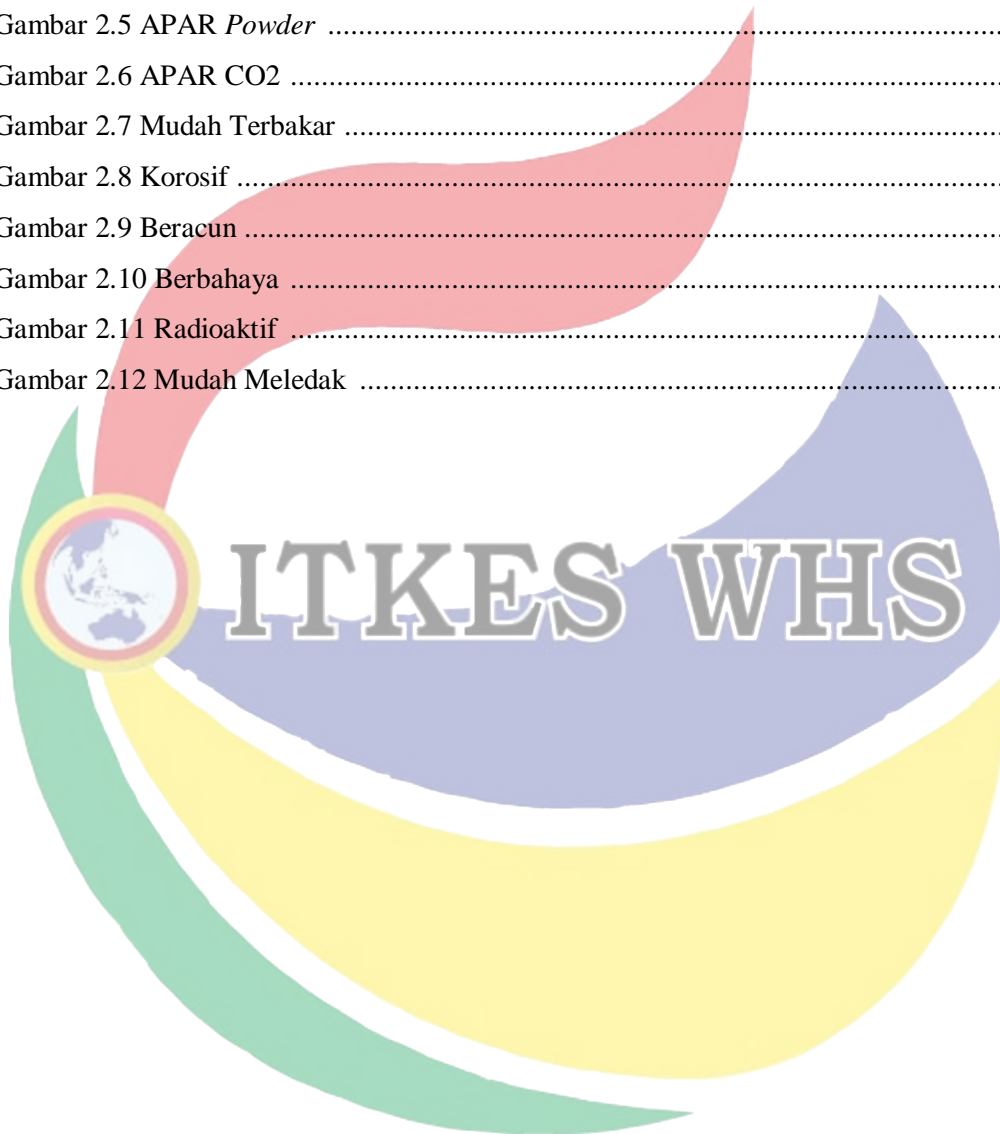 Gambar 2.5 APAR Powder ....................................................................................................
Gambar 2.6 APAR CO2 ....................................................................................................
Gambar 2.7 Mudah Terbakar ....................................................................................................
Gambar 2.8 Korosif ....................................................................................................
Gambar 2.9 Beracun ....................................................................................................
Gambar 2.10 Berbahaya ....................................................................................................
Gambar 2.11 Radioaktif ....................................................................................................
Gambar 2.12 Mudah Meledak ....................................................................................................
ITKES WHS